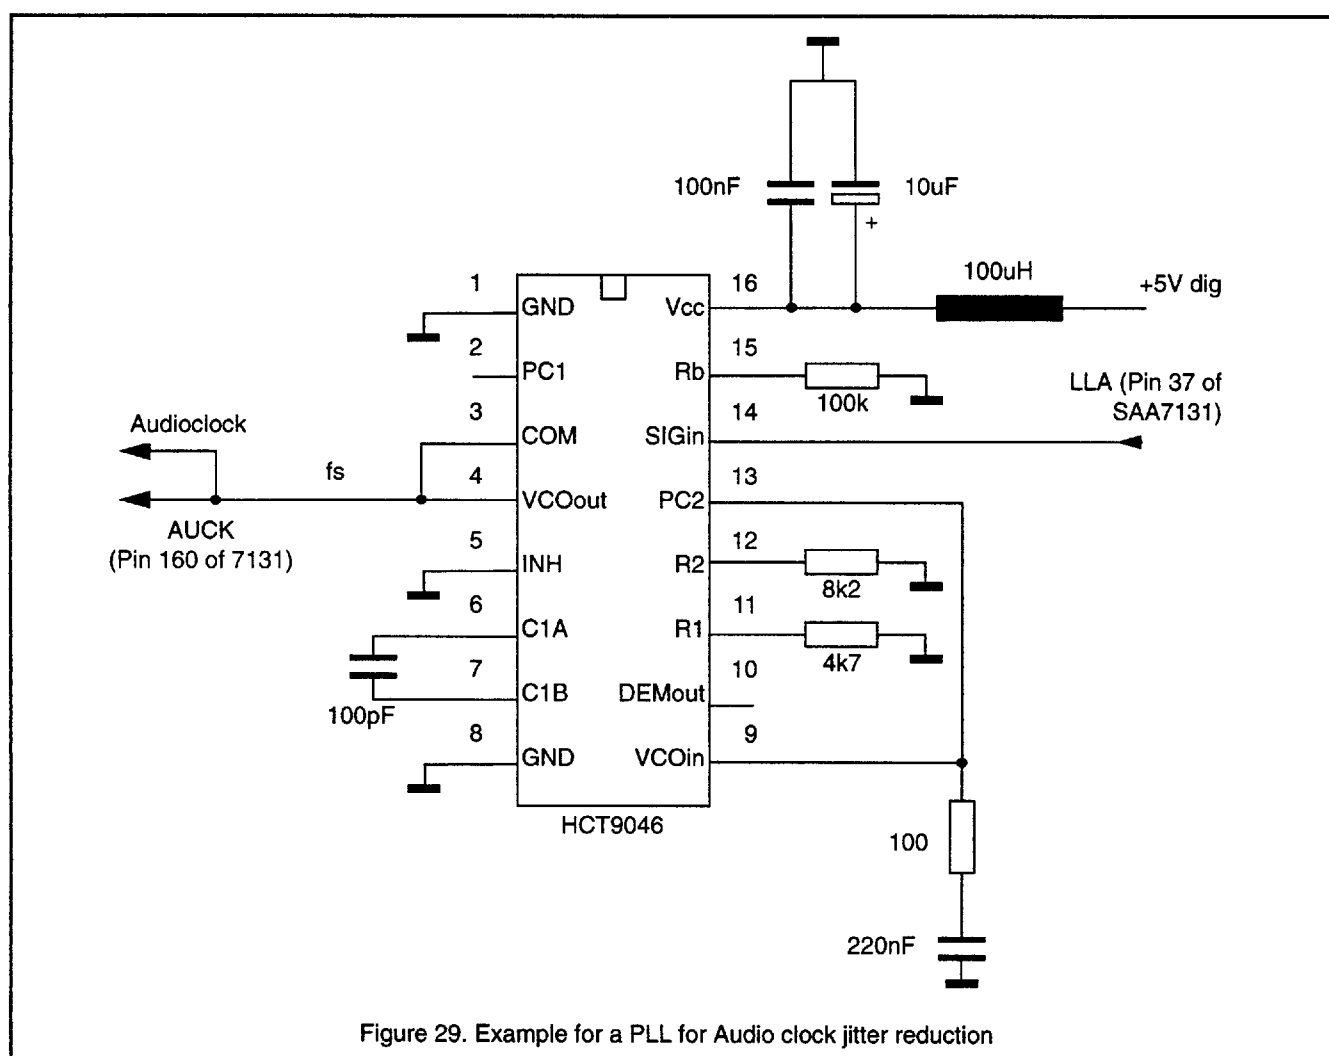 100nF
10uF
+
100uH
+5V dig
1
GND
16
Vcc
2
PC1
15
Rb
100k
LLA (Pin 37 of
SAA7131)
3
COM
14
SIGin
Audioclock
fs
4
VCOout
13
PC2
AUCK
(Pin 160 of 7131)
5
INH
12
R2
8k2
6
C1A
11
R1
4k7
7
C1B
10
DEMout
100pF
8
GND
9
VCOin
HCT9046
100
220nF
Figure 29. Example for a PLL for Audio clock jitter reduction